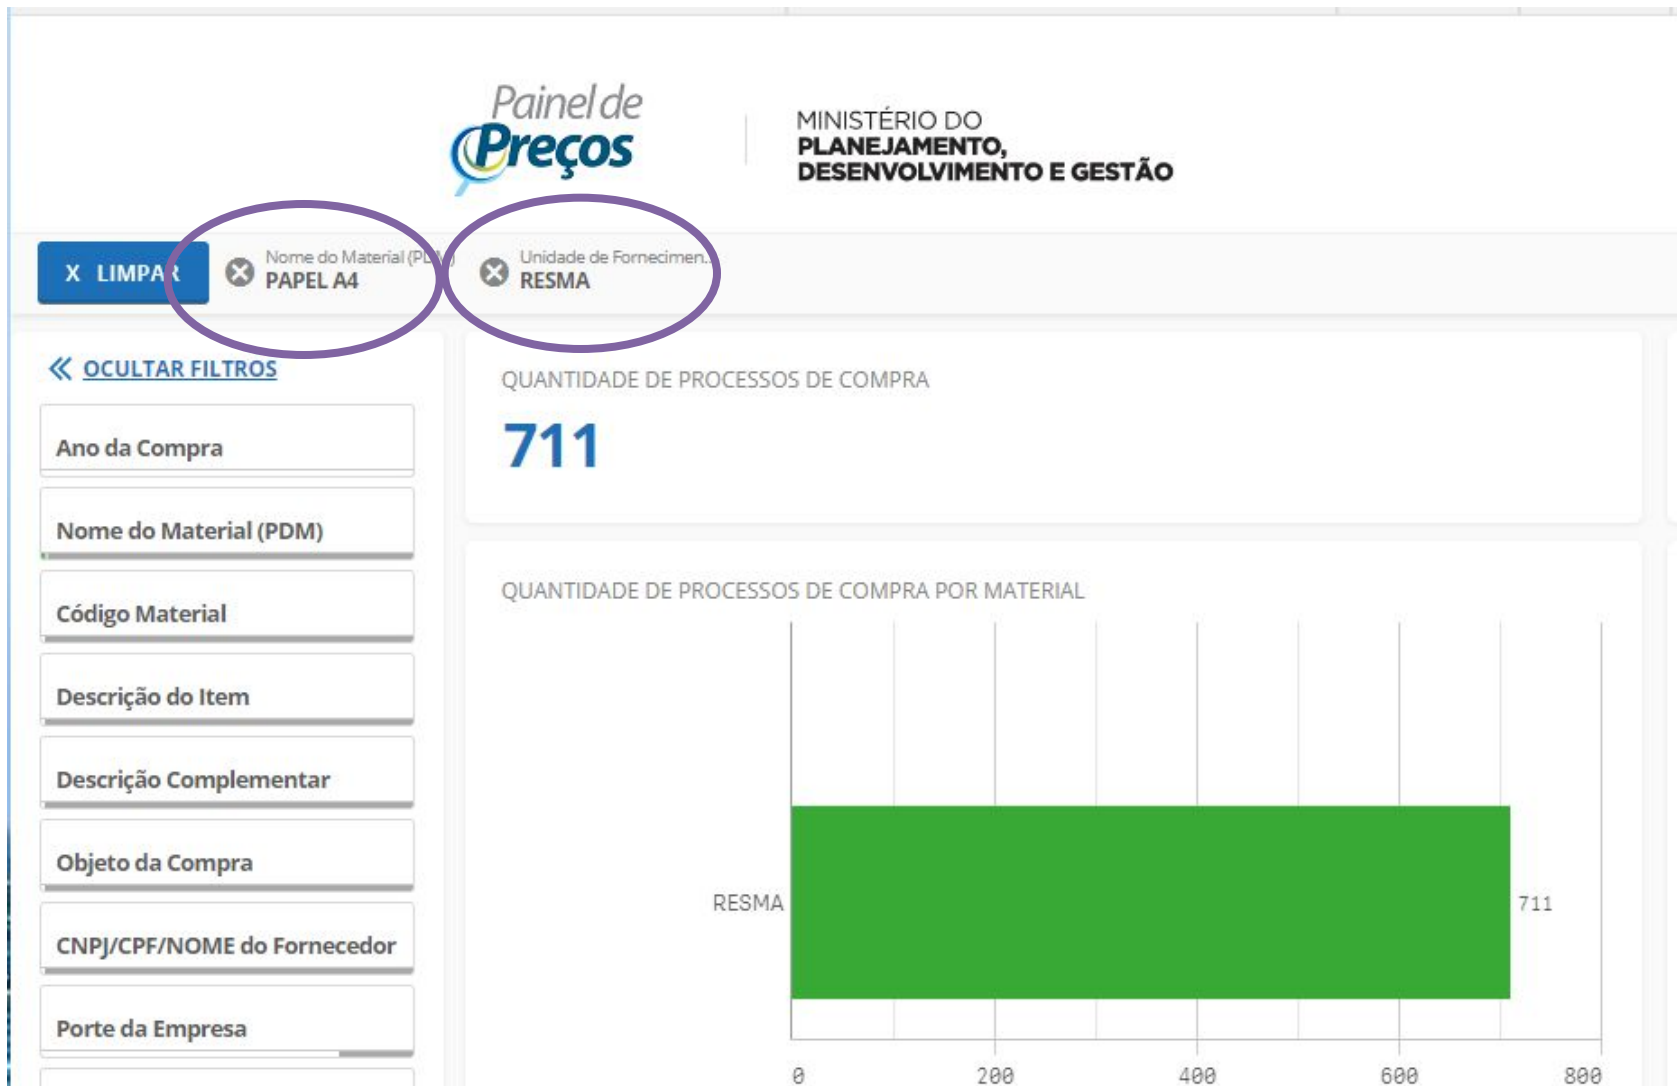 Painel de
Preços
MINISTÉRIO DO
PLANEJAMENTO,
DESENVOLVIMENTO E GESTÃO
X LIMPAR
Nome do Material (PDM)
PAPEL A4
Unidade de Fornecimen...
RESMA
OCULTAR FILTROS
Ano da Compra
Nome do Material (PDM)
Código Material
Descrição do Item
Descrição Complementar
Objeto da Compra
CNPJ/CPF/NOME do Fornecedor
Porte da Empresa
QUANTIDADE DE PROCESSOS DE COMPRA
711
QUANTIDADE DE PROCESSOS DE COMPRA POR MATERIAL
RESMA
711
0 200 400 600 800